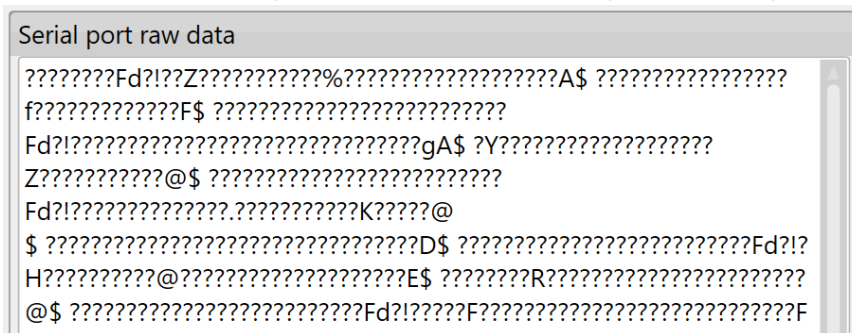 Serial port raw data
????????Fd?!??Z???????????%???????????????????A$ ?????????????????
f?????????????F$ ??????????????????????????
Fd?!???????????????????????????????gA$ ?Y???????????????????
Z???????????@$ ??????????????????????????
Fd?!??????????????.???????????K?????@
$ ?????????????????????????????????D$ ??????????????????????????Fd?!?
H??????????@????????????????????E$ ????????R???????????????????????
@$ ??????????????????????????Fd?!?????F????????????????????????????F